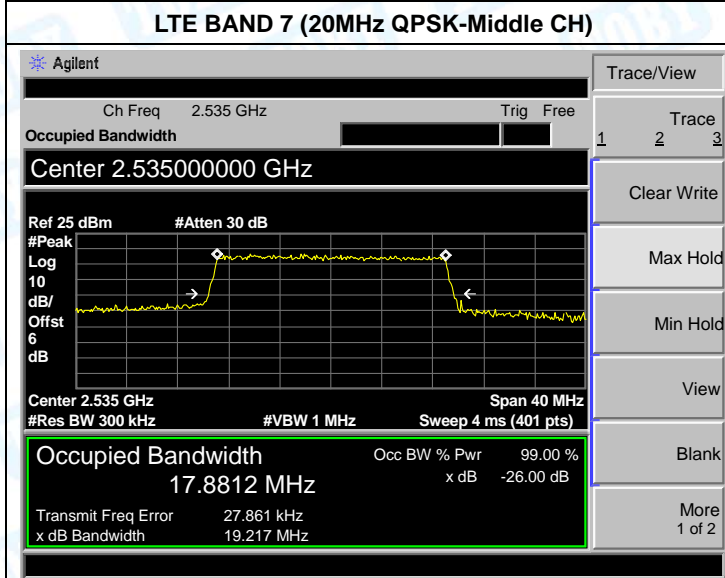 LTE BAND 7 (20MHz QPSK-Middle CH)
Agilent
Trace/View
Ch Freq 2.535 GHz Trig Free
Occupied Bandwidth
Center 2.535000000 GHz
Ref 25 dBm #Atten 30 dB
#Peak
Log
10
dB/
Offst
6
dB
Center 2.535 GHz Span 40 MHz
#Res BW 300 kHz #VBW 1 MHz Sweep 4 ms (401 pts)
Occupied Bandwidth Occ BW % Pwr 99.00 %
17.8812 MHz x dB -26.00 dB
Transmit Freq Error 27.861 kHz
x dB Bandwidth 19.217 MHz
Trace
1 2 3
Clear Write
Max Hold
Min Hold
View
Blank
More
1 of 2